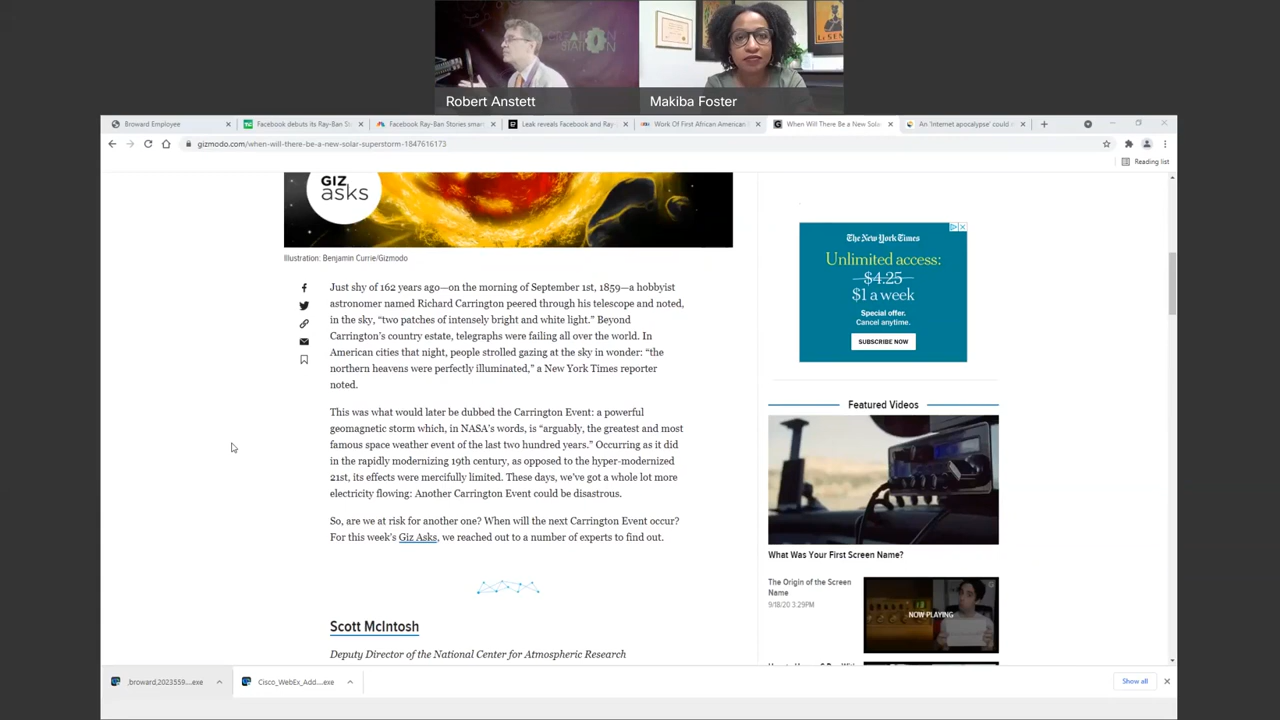 CREATION
STATION
Robert Anstett
Makiba Foster
Broward Employee
Facebook debuts its Ray-Ban St
Facebook Ray-Ban Stories smar
Leak reveals Facebook and Ray
Work Of First African American
When Will There Be a New Sola
An 'Internet apocalypse' could
gizmodo.com/when-will-there-be-a-new-solar-superstorm-1847616173
Reading list
GIZ
asks
Illustration: Benjamin Currie/Gizmodo
Just shy of 162 years ago—on the morning of September 1st, 1859—a hobbyist
astronomer named Richard Carrington peered through his telescope and noted,
in the sky, “two patches of intensely bright and white light.” Beyond
Carrington’s country estate, telegraphs were failing all over the world. In
American cities that night, people strolled gazing at the sky in wonder: “the
northern heavens were perfectly illuminated,” a New York Times reporter
noted.
This was what would later be dubbed the Carrington Event: a powerful
geomagnetic storm which, in NASA’s words, is “arguably, the greatest and most
famous space weather event of the last two hundred years.” Occurring as it did
in the rapidly modernizing 19th century, as opposed to the hyper-modernized
21st, its effects were mercifully limited. These days, we’ve got a whole lot more
electricity flowing: Another Carrington Event could be disastrous.
So, are we at risk for another one? When will the next Carrington Event occur?
For this week’s Giz Asks, we reached out to a number of experts to find out.
Scott McIntosh
Deputy Director of the National Center for Atmospheric Research
The New York Times
Unlimited access:
$4.25
$1 a week
Special offer.
Cancel anytime.
SUBSCRIBE NOW
Featured Videos
What Was Your First Screen Name?
The Origin of the Screen
Name
9/18/20 3:29PM
NOW PLAYING
,broward,2023559....exe
Cisco_WebEx_Add....exe
Show all